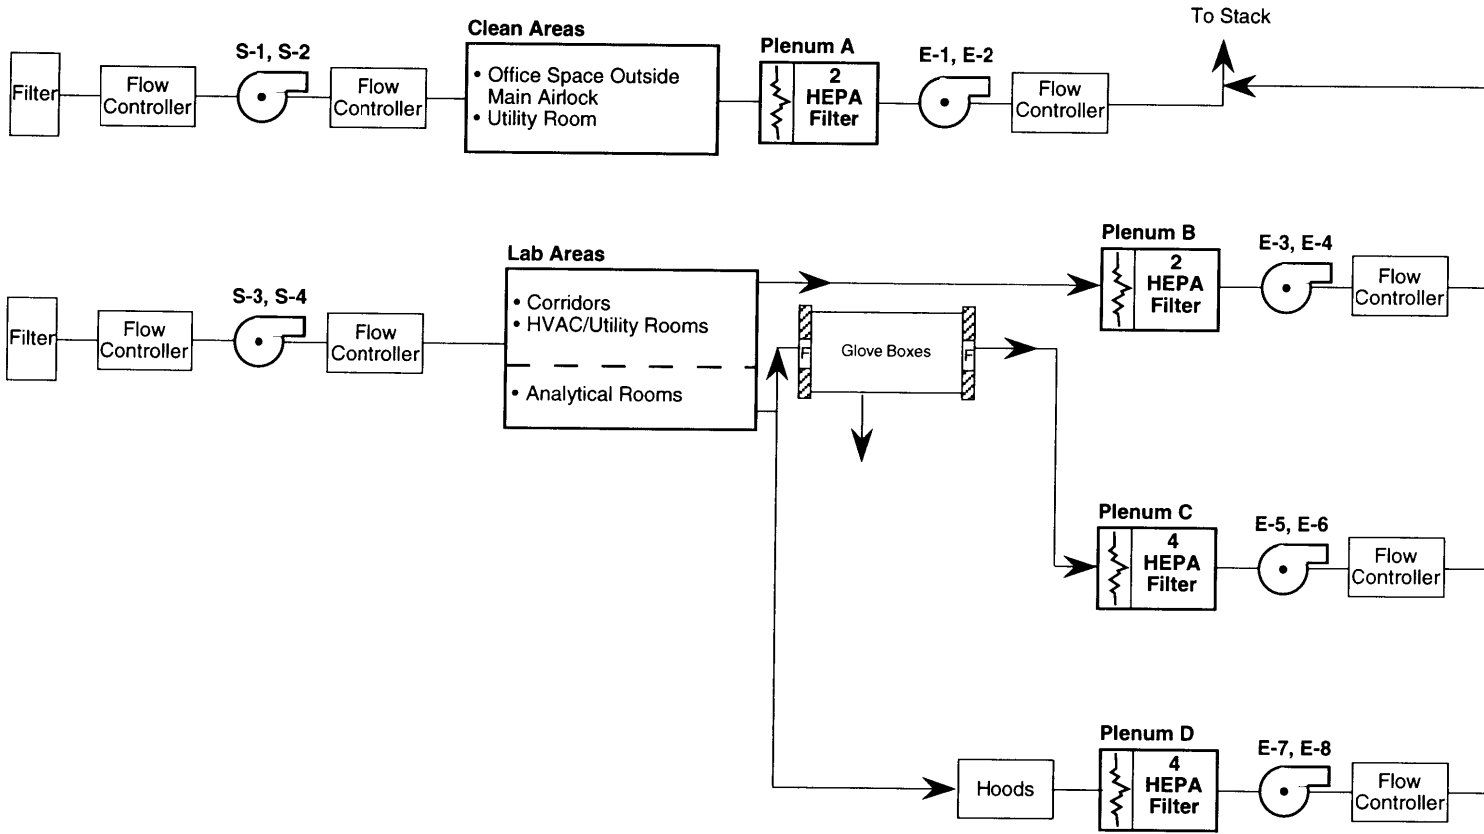 To Stack
Clean Areas
S-1, S-2
Plenum A
E-1, E-2
Filter
Flow
Controller
Flow
Controller
• Office Space Outside
Main Airlock
• Utility Room
2
HEPA
Filter
Flow
Controller
Lab Areas
Plenum B
E-3, E-4
S-3, S-4
Filter
Flow
Controller
Flow
Controller
• Corridors
• HVAC/Utility Rooms
• Analytical Rooms
F
Glove Boxes
F
2
HEPA
Filter
Flow
Controller
Plenum C
E-5, E-6
4
HEPA
Filter
Flow
Controller
Plenum D
E-7, E-8
Hoods
4
HEPA
Filter
Flow
Controller